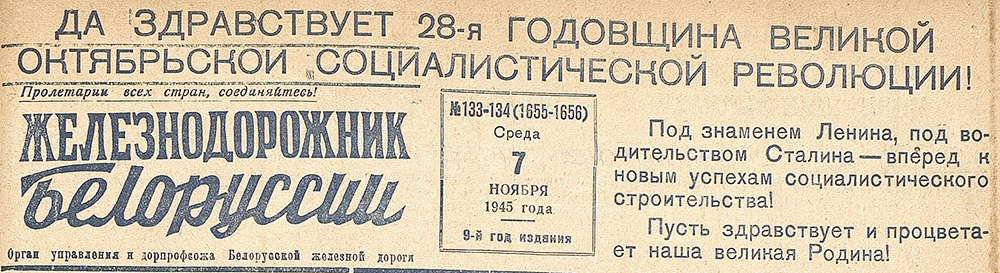 ДА ЗДРАВСТВУЕТ 28-я ГОДОВЩИНА ВЕЛИКОЙ
ОКТЯБРЬСКОЙ СОЦИАЛИСТИЧЕСКОЙ РЕВОЛЮЦИИ!
Пролетарии всех стран, соединяйтесь!
ЖЕЛЕЗНОДОРОЖНИК
Белоруссии
Орган управления и дорпрофсожа Белорусской железной дороги
№133-134 (1655-1656)
Среда
7
НОЯБРЯ
1945 года
9-й год издания
Под знаменем Ленина, под во-
дительством Сталина—вперед к
новым успехам социалистического
строительства!
Пусть здравствует и процвета-
ет наша великая Родина!